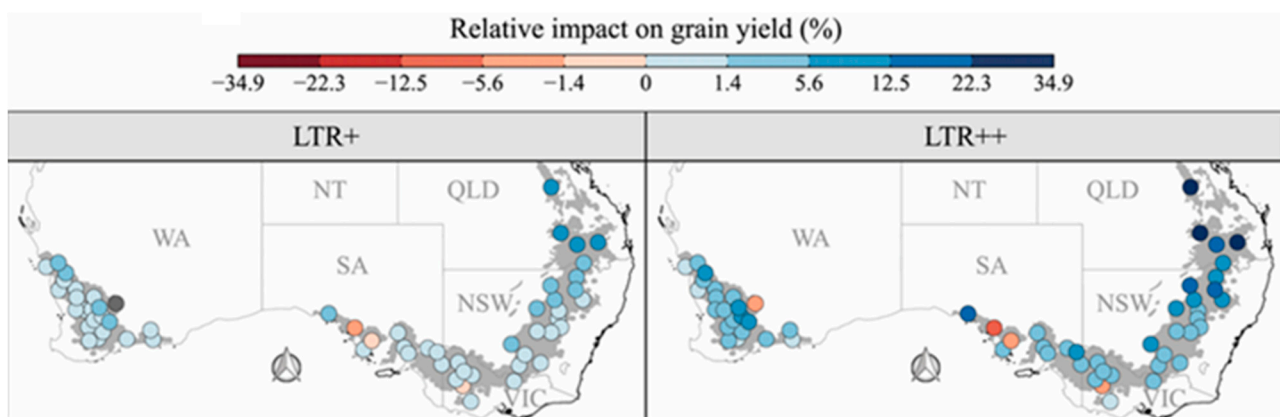 Relative impact on grain yield (%)
−34.9 −22.3 −12.5 −5.6 −1.4 0 1.4 5.6 12.5 22.3 34.9
LTR+ LTR++
NT QLD NT QLD
WA WA
SA SA
NSW NSW
VIC VIC